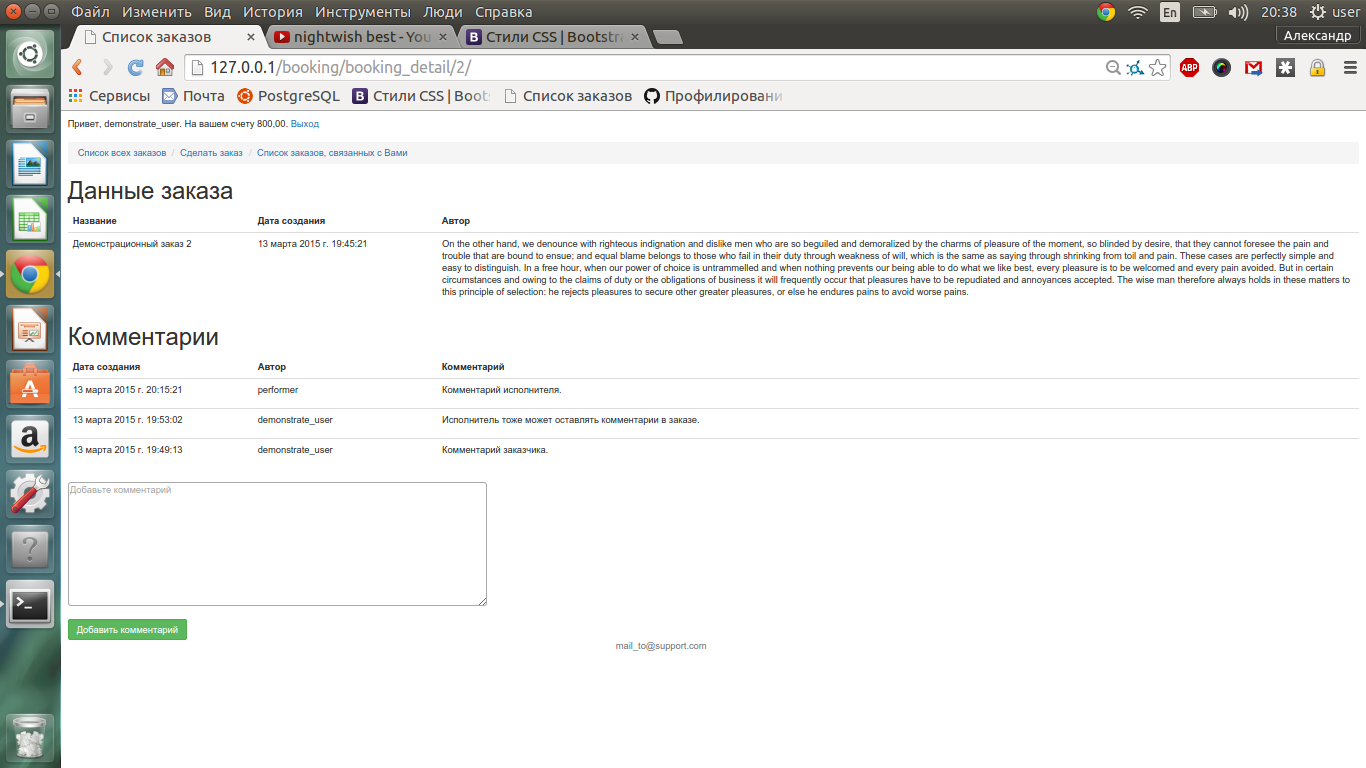 Файл Изменить Вид История Инструменты Люди Справка
En
20:38
user
Список заказов
nightwish best - You
Стили CSS | Bootstra
Александр
127.0.0.1/booking/booking_detail/2/
ABP
Сервисы
Почта
PostgreSQL
Стили CSS | Boots
Список заказов
Профилировани
Привет, demonstrate_user. На вашем счету 800,00. Выход
Список всех заказов / Сделать заказ / Список заказов, связанных с Вами
Данные заказа
Название Дата создания Автор
Демонстрационный заказ 2 13 марта 2015 г. 19:45:21 On the other hand, we denounce with righteous indignation and dislike men who are so beguiled and demoralized by the charms of pleasure of the moment, so blinded by desire, that they cannot foresee the pain and
trouble that are bound to ensue; and equal blame belongs to those who fail in their duty through weakness of will, which is the same as saying through shrinking from toil and pain. These cases are perfectly simple and
easy to distinguish. In a free hour, when our power of choice is untrammelled and when nothing prevents our being able to do what we like best, every pleasure is to be welcomed and every pain avoided. But in certain
circumstances and owing to the claims of duty or the obligations of business it will frequently occur that pleasures have to be repudiated and annoyances accepted. The wise man therefore always holds in these matters to
this principle of selection: he rejects pleasures to secure other greater pleasures, or else he endures pains to avoid worse pains.
Комментарии
Дата создания Автор Комментарий
13 марта 2015 г. 20:15:21 performer Комментарий исполнителя.
13 марта 2015 г. 19:53:02 demonstrate_user Исполнитель тоже может оставлять комментарии в заказе.
13 марта 2015 г. 19:49:13 demonstrate_user Комментарий заказчика.
Добавьте комментарий
Добавить комментарий
mail_to@support.com